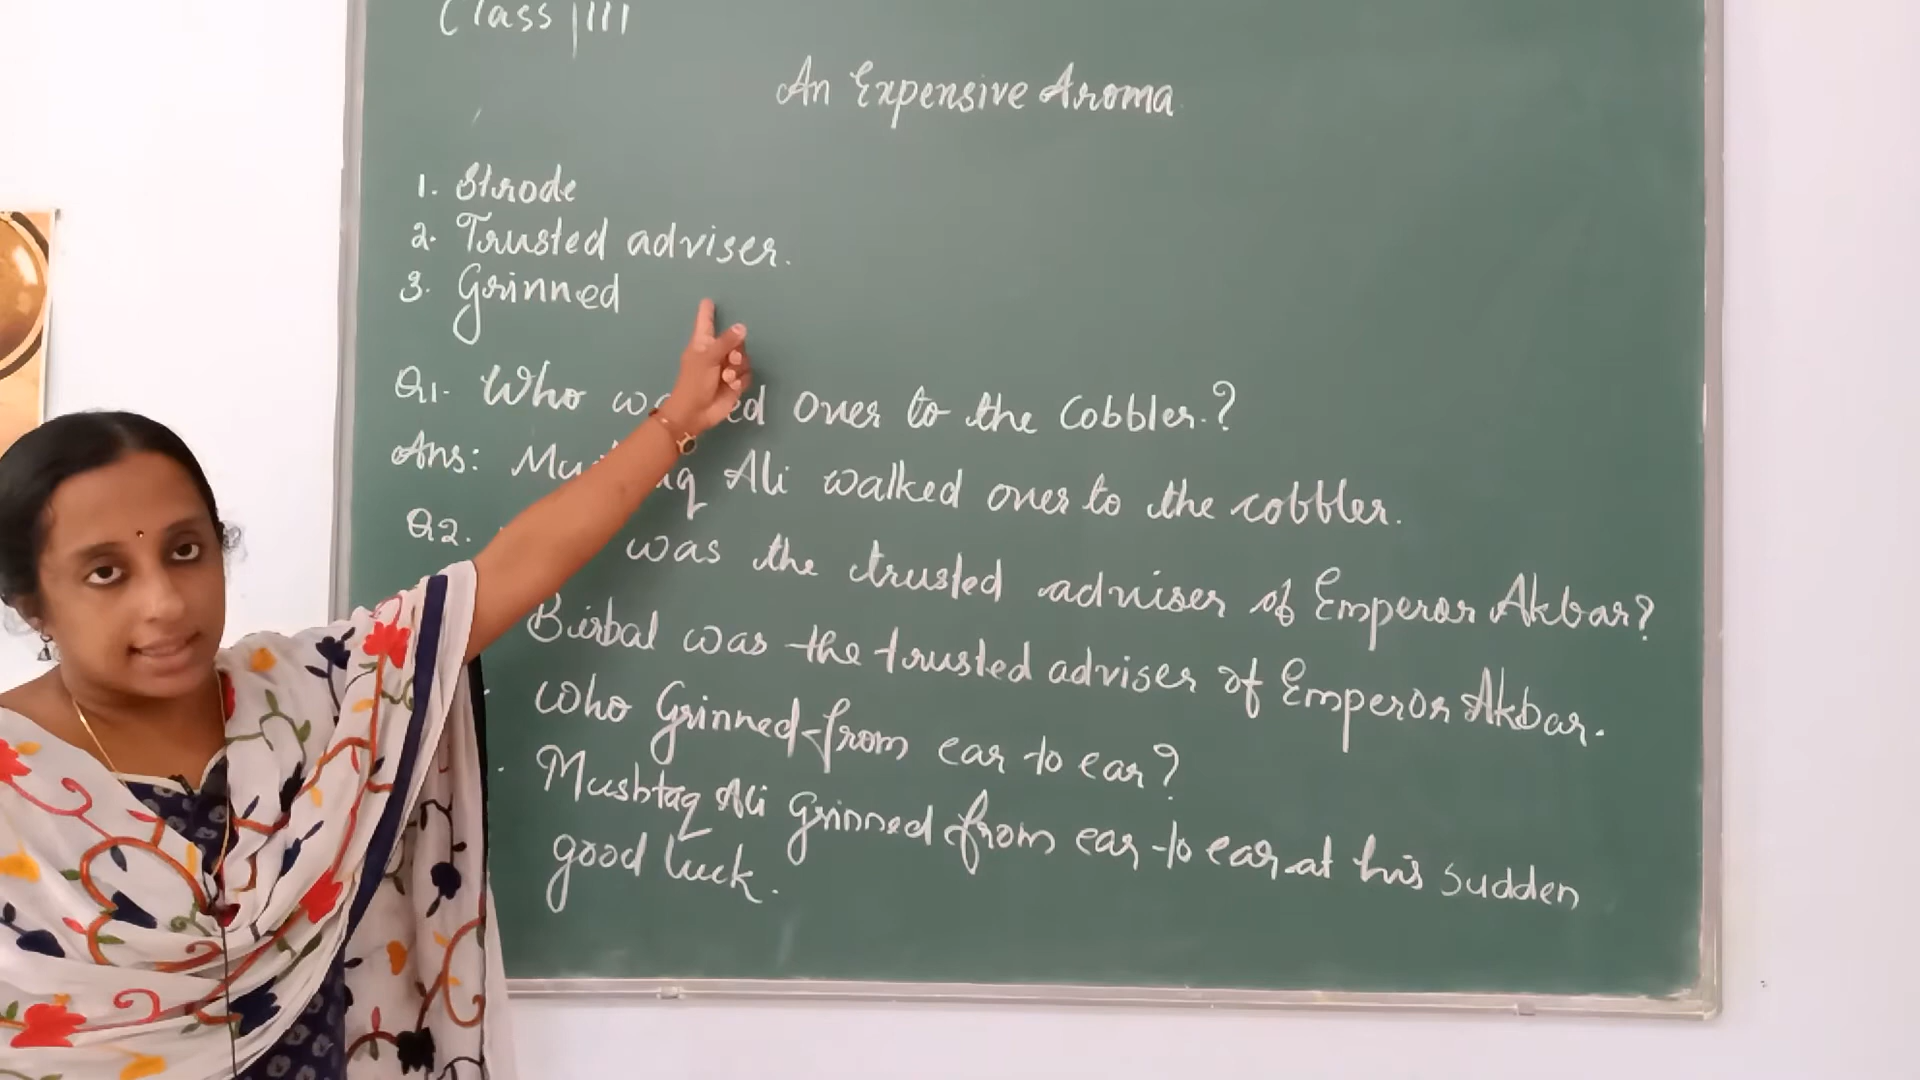 Class III
An Expensive Aroma
1. Strode
2. Trusted adviser.
3. Grinned
Q1. Who over to the Cobbler.?
Ans: Ali walked over to the cobbler.
Q2. was the trusted adviser of Emperor Akbar?
Birbal was the trusted adviser of Emperor Akbar.
who Grinned from ear to ear?
Mushtaq Ali Grinned from ear to ear at his sudden
good luck.